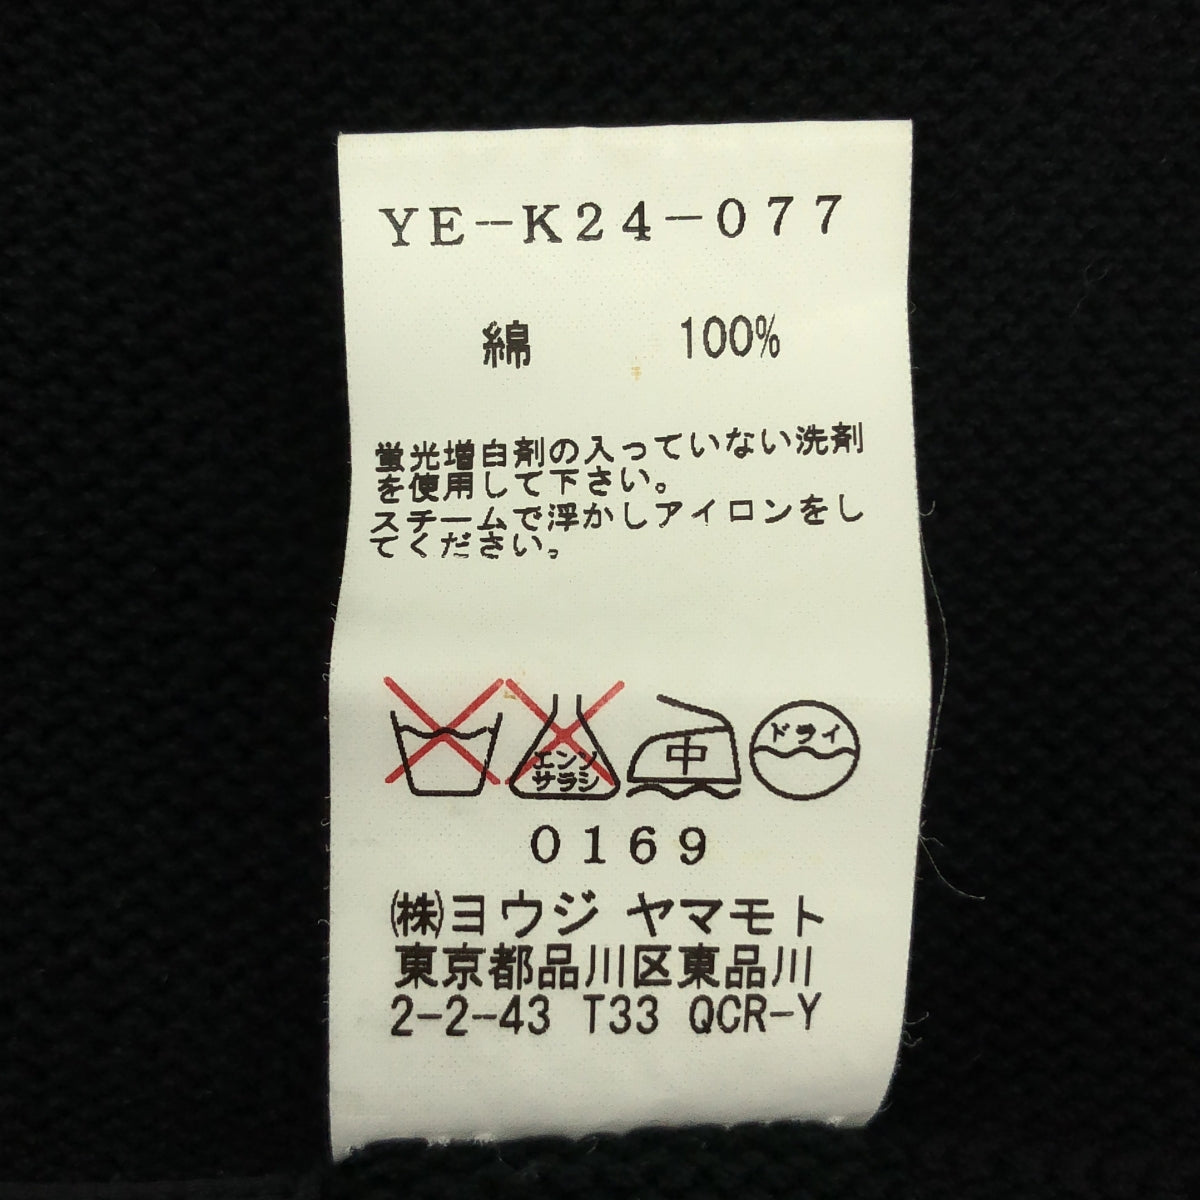 YE-K24-077
綿 100%
蛍光増白剤の入っていない洗剤
を使用して下さい。
スチームで浮かしアイロンをし
てください。
エンソ
サラシ
中
ドライ
0169
㈱ヨウジ ヤマモト
東京都品川区東品川
2-2-43 T33 QCR-Y